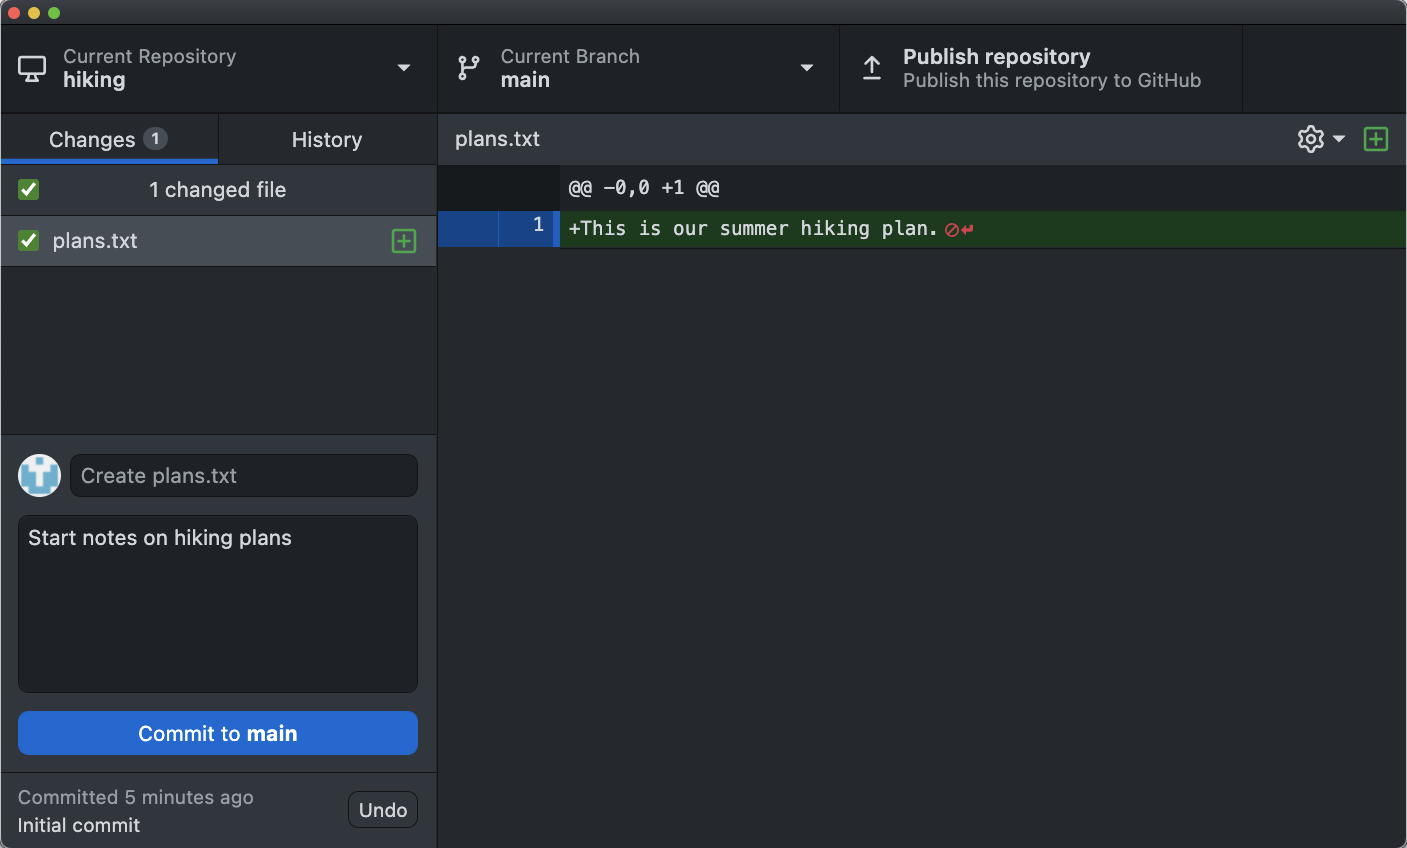 Current Repository
hiking
Current Branch
main
Publish repository
Publish this repository to GitHub
Changes 1
History
plans.txt
1 changed file
@@ -0,0 +1 @@
plans.txt
1 +This is our summer hiking plan.
Create plans.txt
Start notes on hiking plans
Commit to main
Committed 5 minutes ago
Initial commit
Undo